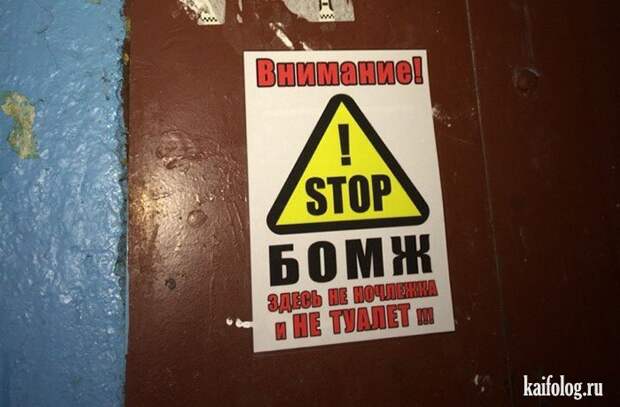 Внимание!
!
STOP
БОМЖ
ЗДЕСЬ НЕ НОЧЛЕЖКА
и НЕ ТУАЛЕТ !!!
kaifolog.ru